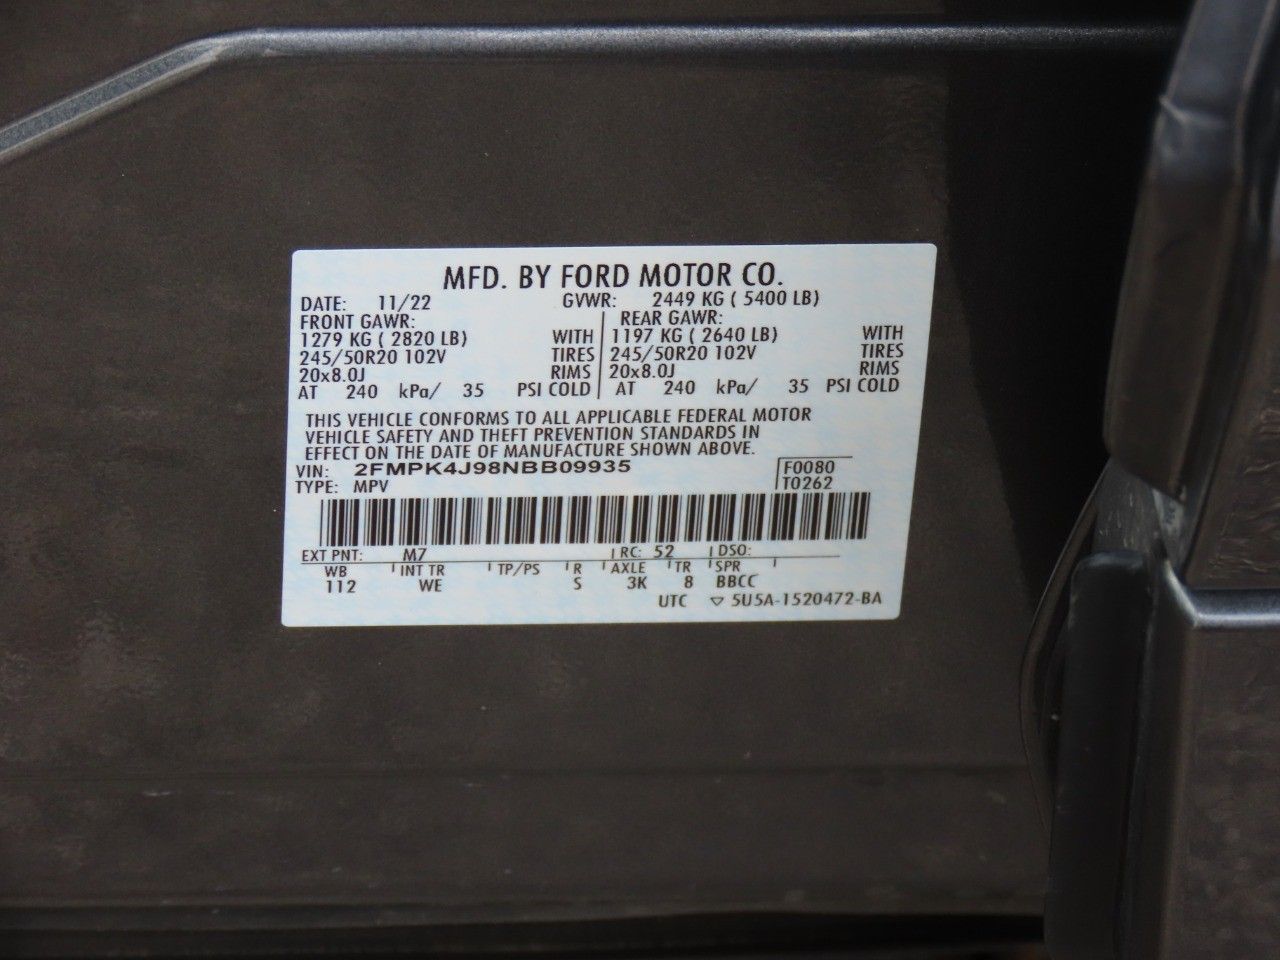 MFD. BY FORD MOTOR CO.
DATE: 11/22 GVWR: 2449 KG ( 5400 LB)
FRONT GAWR: REAR GAWR:
1279 KG ( 2820 LB) WITH 1197 KG ( 2640 LB) WITH
245/50R20 102V TIRES 245/50R20 102V TIRES
20x8.0J RIMS 20x8.0J RIMS
AT 240 kPa/ 35 PSI COLD AT 240 kPa/ 35 PSI COLD
THIS VEHICLE CONFORMS TO ALL APPLICABLE FEDERAL MOTOR
VEHICLE SAFETY AND THEFT PREVENTION STANDARDS IN
EFFECT ON THE DATE OF MANUFACTURE SHOWN ABOVE.
VIN: 2FMPK4J98NBB09935 F0080
TYPE: MPV T0262
EXT PNT: M7 RC: 52 DSO:
WB INT TR TP/PS R AXLE TR SPR
112 WE S 3K 8 BBCC
UTC ▽ 5U5A-1520472-BA